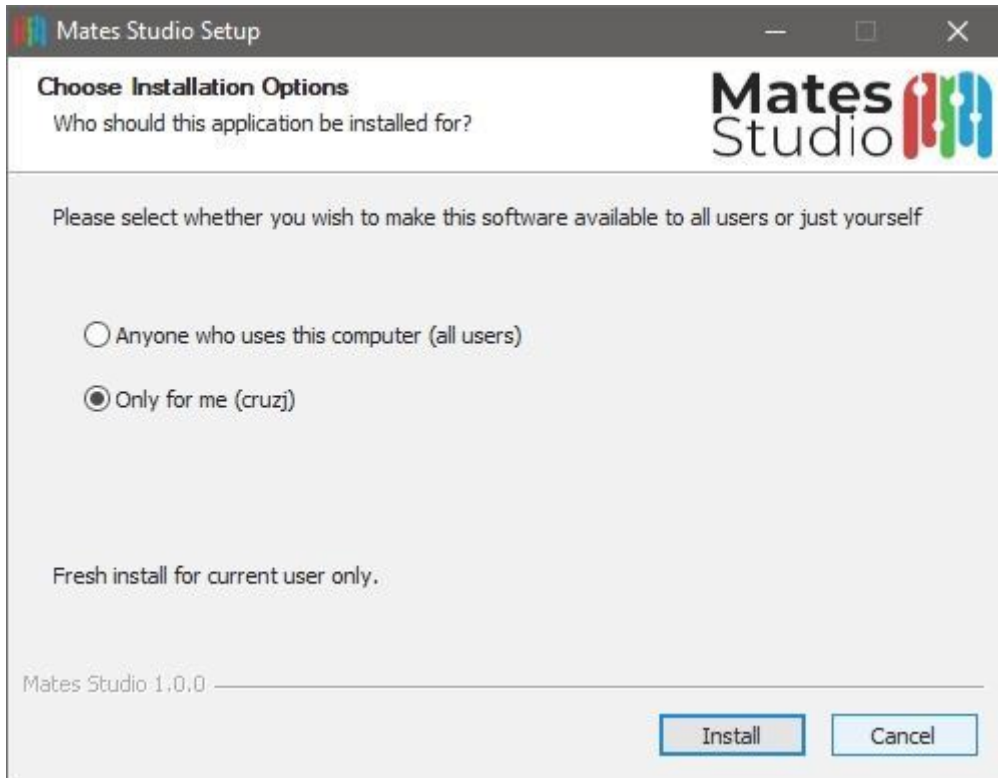 Mates Studio Setup
Choose Installation Options
Who should this application be installed for?
Mates
Studio
Please select whether you wish to make this software available to all users or just yourself
Anyone who uses this computer (all users)
Only for me (cruzj)
Fresh install for current user only.
Mates Studio 1.0.0
Install
Cancel